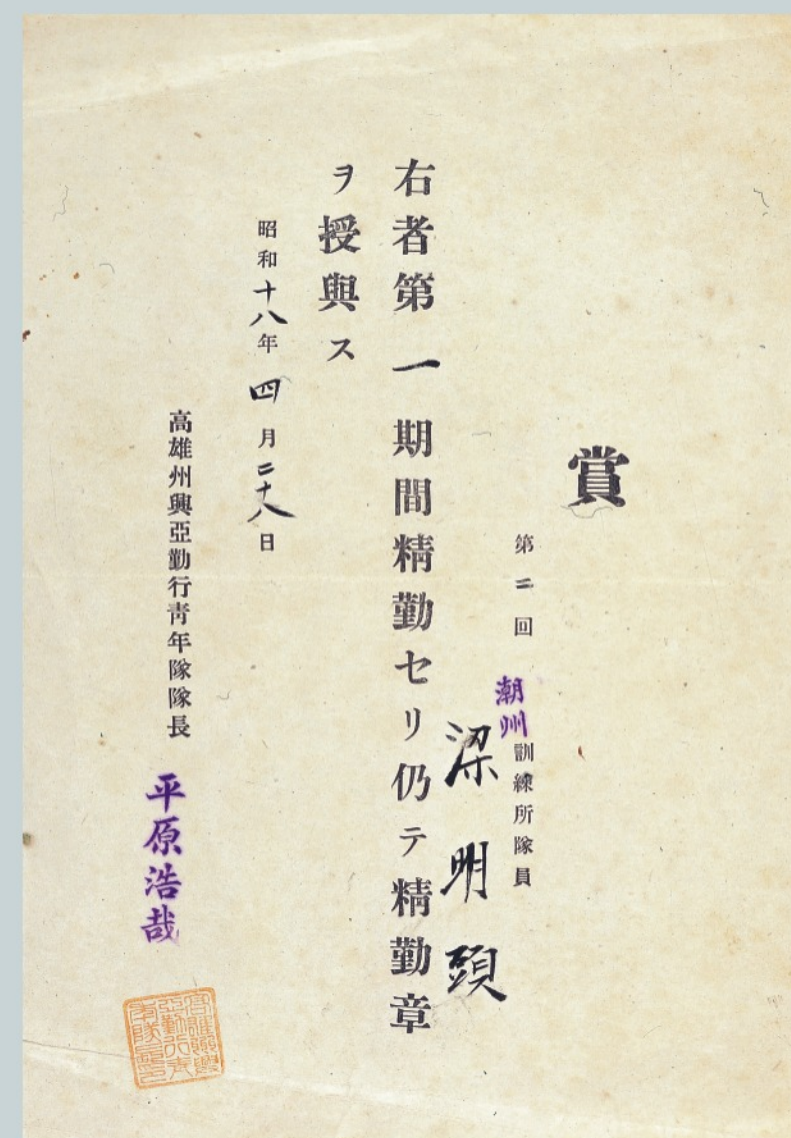 賞
第二回潮州訓練所隊員
梁明頭
右者第一期間精勤セリ仍テ精勤章
ヲ授與ス
昭和十八年四月二十八日
高雄州興亞勤行青年隊隊長
平原浩哉